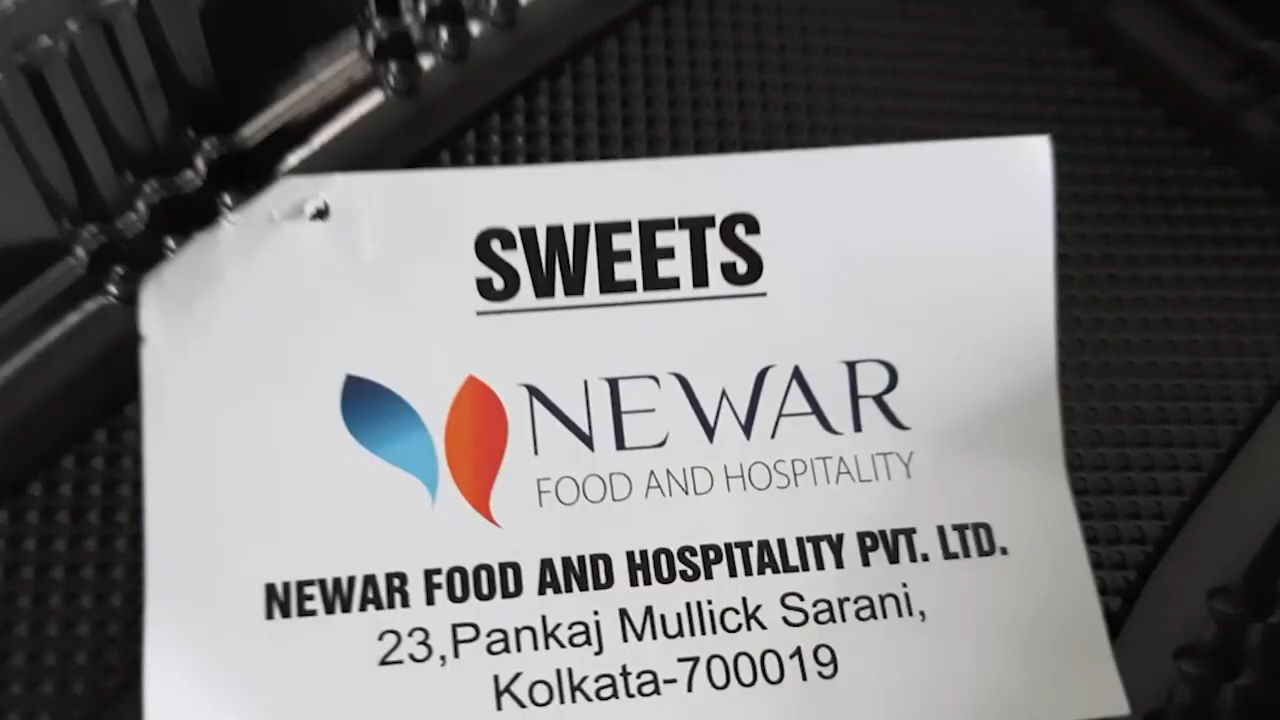 SWEETS
NEWAR
FOOD AND HOSPITALITY
NEWAR FOOD AND HOSPITALITY PVT. LTD.
23,Pankaj Mullick Sarani,
Kolkata-700019